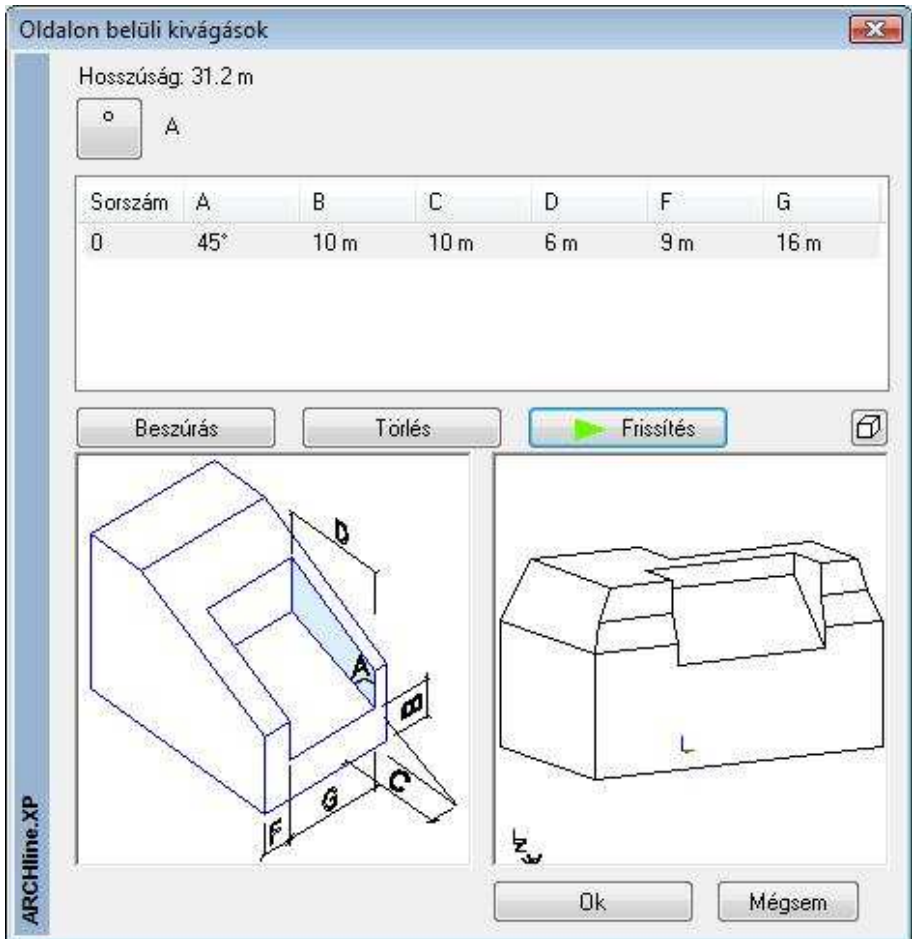 Oldalon belüli kivágások
Hosszúság: 31.2 m
° A
Sorszám A B C D F G
0 45° 10 m 10 m 6 m 9 m 16 m
Beszúrás Törlés Frissítés
D
A
B
C
G
F
ARCHline.XP
Ok Mégsem